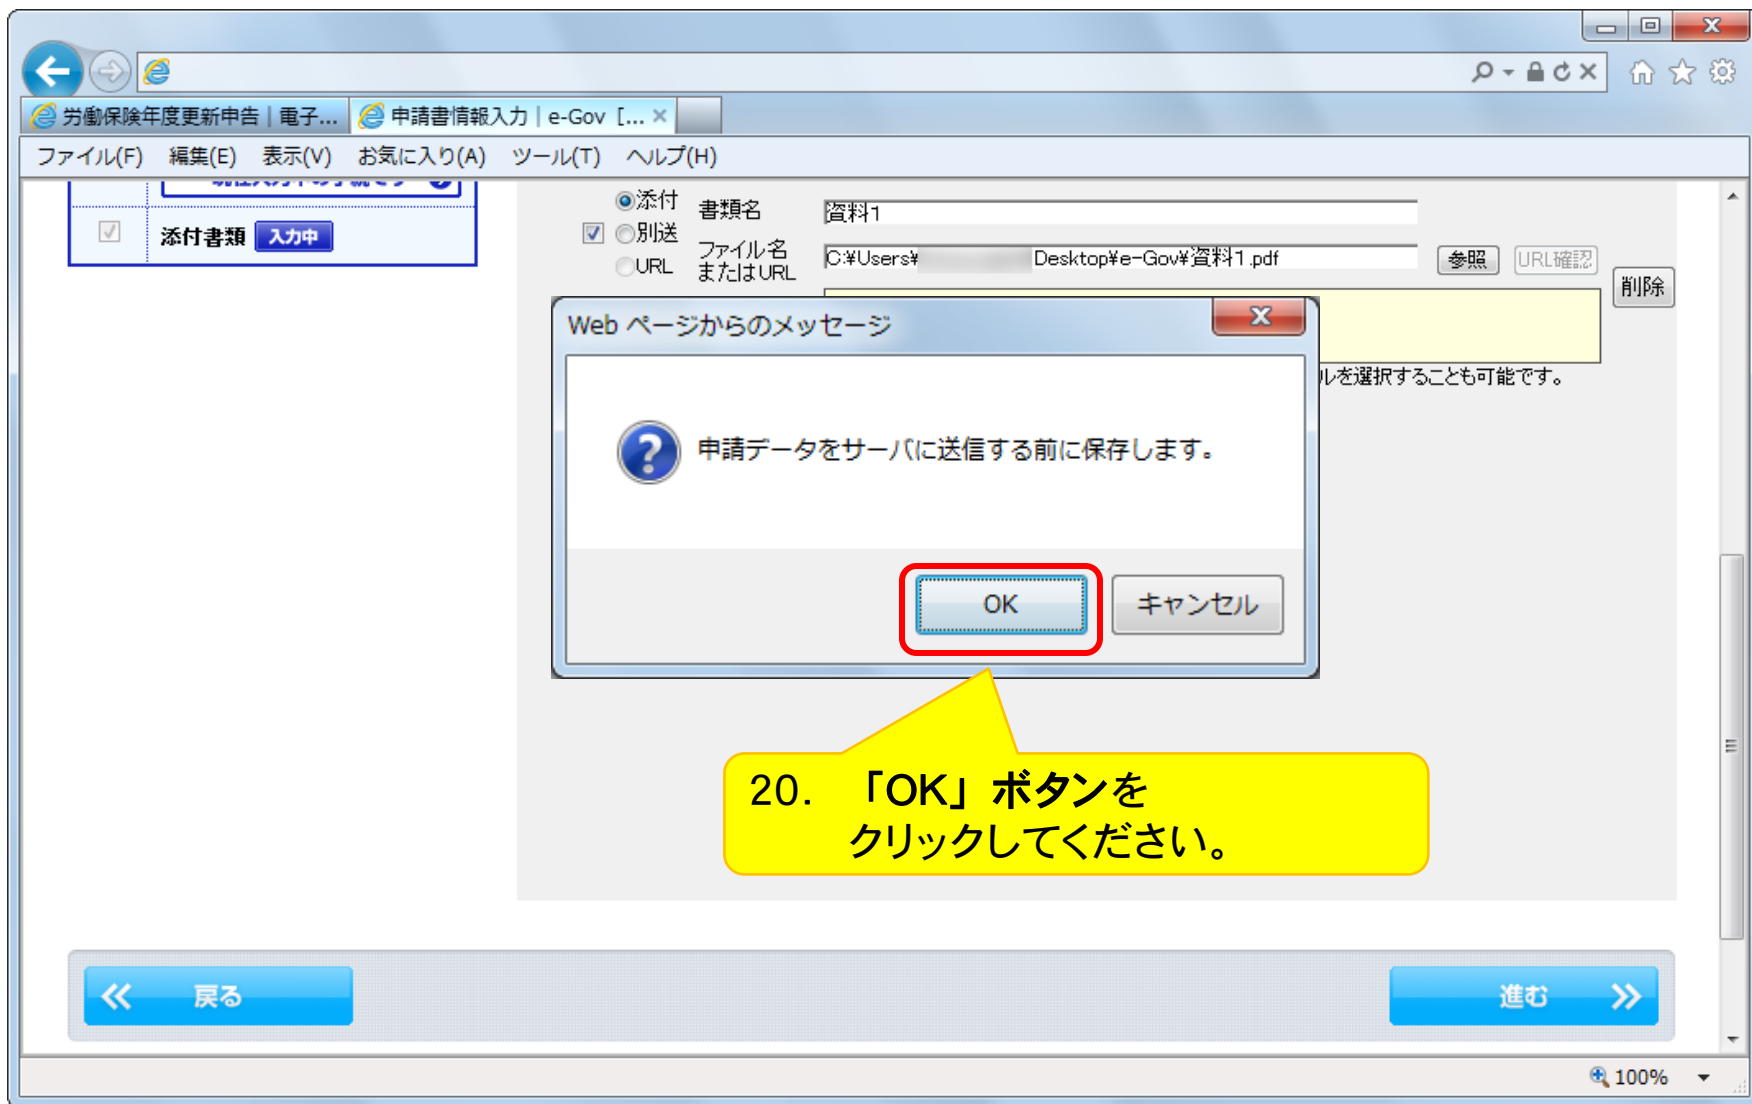 労働保険年度更新申告 | 電子...
申請書情報入力 | e-Gov [...
ファイル(F) 編集(E) 表示(V) お気に入り(A) ツール(T) ヘルプ(H)
添付書類 入力中
添付
別送
URL
書類名
資料1
ファイル名
またはURL
C:¥Users¥ Desktop¥e-Gov¥資料1.pdf
参照
URL確認
削除
ルを選択することも可能です。
Web ページからのメッセージ
申請データをサーバに送信する前に保存します。
OK
キャンセル
20. 「OK」ボタンを
クリックしてください。
戻る
進む
100%